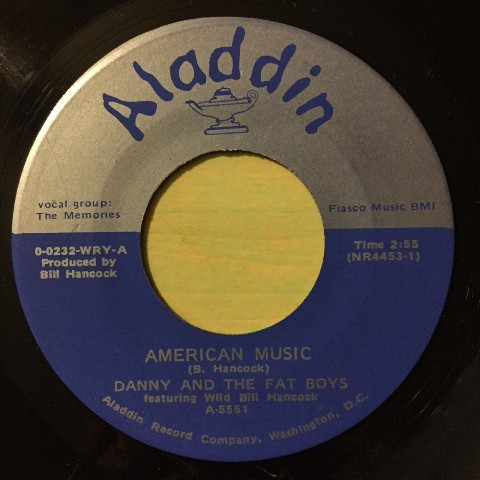 Aladdin
vocal group:
The Memories
Fiasco Music BMI
0-0232-WRY-A
Produced by
Bill Hancock
Time 2:55
(NR4453-1)
AMERICAN MUSIC
(B. Hancock)
DANNY AND THE FAT BOYS
featuring Wild Bill Hancock
A-5551
Aladdin Record Company, Washington, D.C.